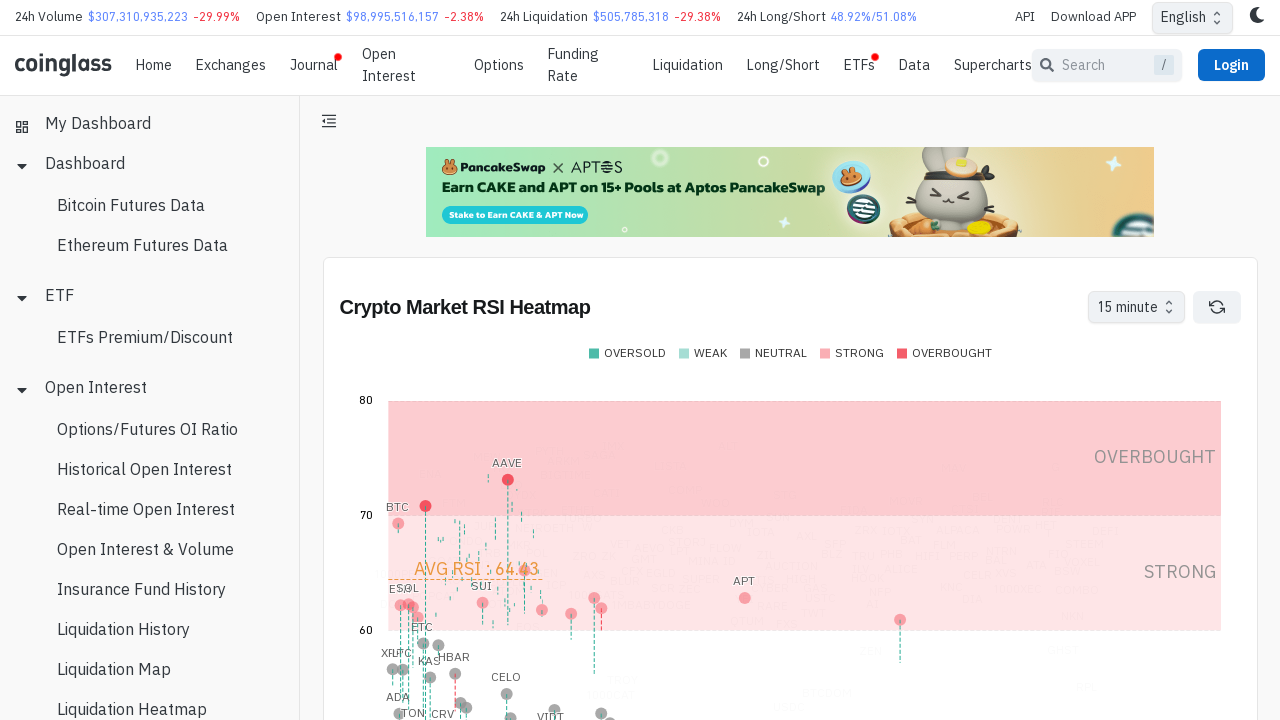 24h Volume $307,310,935,223 -29.99% Open Interest $98,995,516,157 -2.38% 24h Liquidation $505,785,318 -29.38% 24h Long/Short 48.92%/51.08% API Download APP English
coinglass Home Exchanges Journal Open Interest Options Funding Rate Liquidation Long/Short ETFs Data Supercharts Search / Login
My Dashboard
Dashboard
Bitcoin Futures Data
Ethereum Futures Data
ETF
ETFs Premium/Discount
Open Interest
Options/Futures OI Ratio
Historical Open Interest
Real-time Open Interest
Open Interest & Volume
Insurance Fund History
Liquidation History
Liquidation Map
Liquidation Heatmap
PancakeSwap × APTOS
Earn CAKE and APT on 15+ Pools at Aptos PancakeSwap
Stake to Earn CAKE & APT Now
Crypto Market RSI Heatmap
15 minute
OVERSOLD WEAK NEUTRAL STRONG OVERBOUGHT
80
OVERBOUGHT
AAVE
BTC
70
AVG RSI : 64.43
STRONG
APT
SUI
SOL
60
ETC
HBAR
KAS
LTC
CELO
ADA
TON
CRV
VIDT